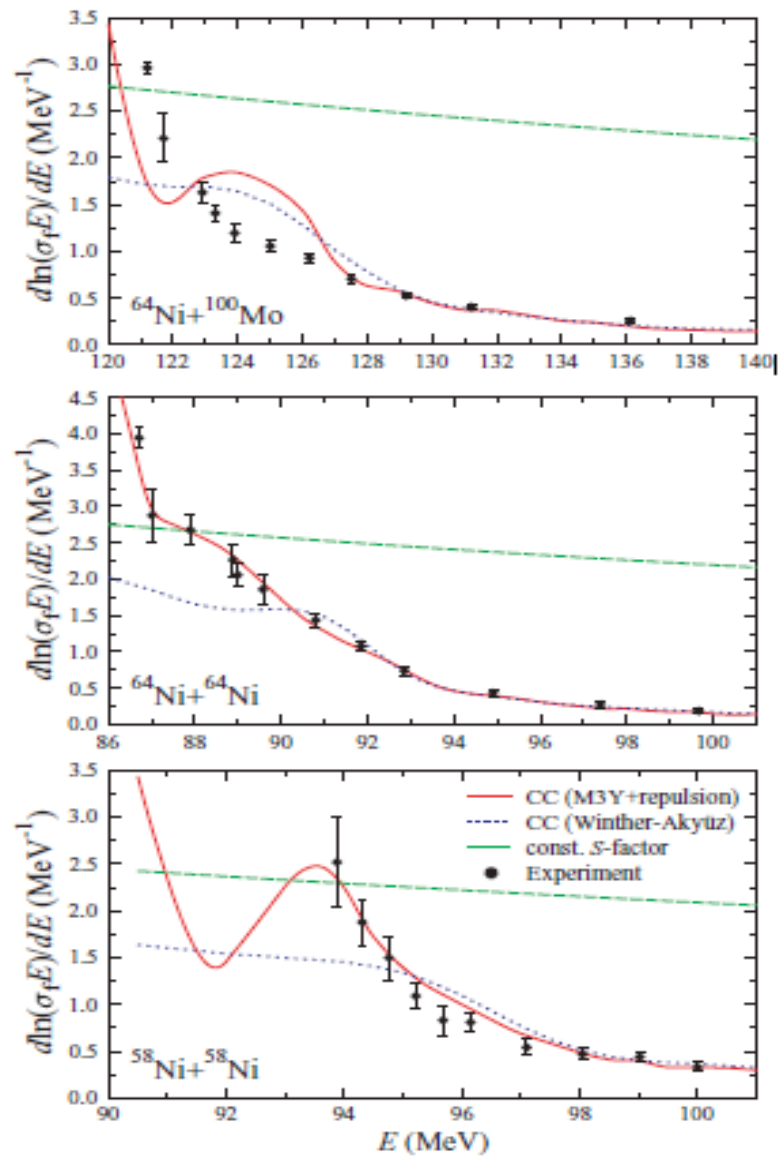 3.5
3.0
2.5
2.0
1.5
1.0
0.5
0.0
dln(σfE)/dE (MeV⁻¹)
⁶⁴Ni+¹⁰⁰Mo
120 122 124 126 128 130 132 134 136 138 140
4.5
4.0
3.5
3.0
2.5
2.0
1.5
1.0
0.5
0.0
dln(σfE)/dE (MeV⁻¹)
⁶⁴Ni+⁶⁴Ni
86 88 90 92 94 96 98 100
3.5
3.0
2.5
2.0
1.5
1.0
0.5
0.0
dln(σfE)/dE (MeV⁻¹)
CC (M3Y+repulsion)
CC (Winther-Akyüz)
const. S-factor
Experiment
⁵⁸Ni+⁵⁸Ni
90 92 94 96 98 100
E (MeV)